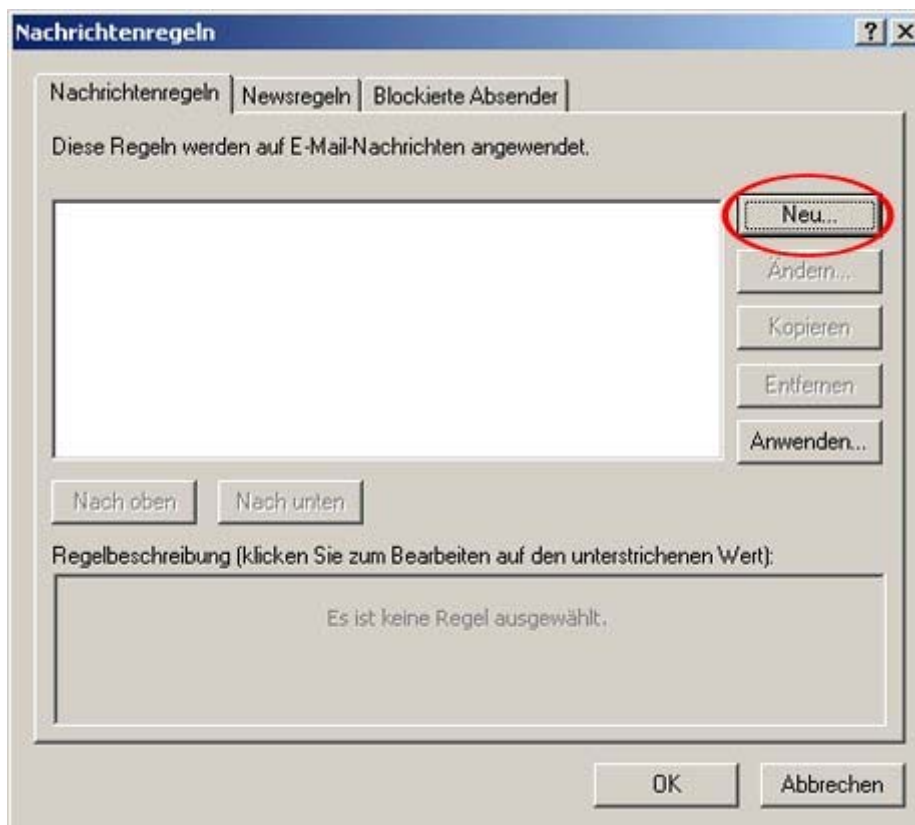 Nachrichtenregeln
Nachrichtenregeln Newsregeln Blockierte Absender
Diese Regeln werden auf E-Mail-Nachrichten angewendet.
Neu...
Ändern...
Kopieren
Entfernen
Anwenden...
Nach oben Nach unten
Regelbeschreibung (klicken Sie zum Bearbeiten auf den unterstrichenen Wert):
Es ist keine Regel ausgewählt.
OK Abbrechen